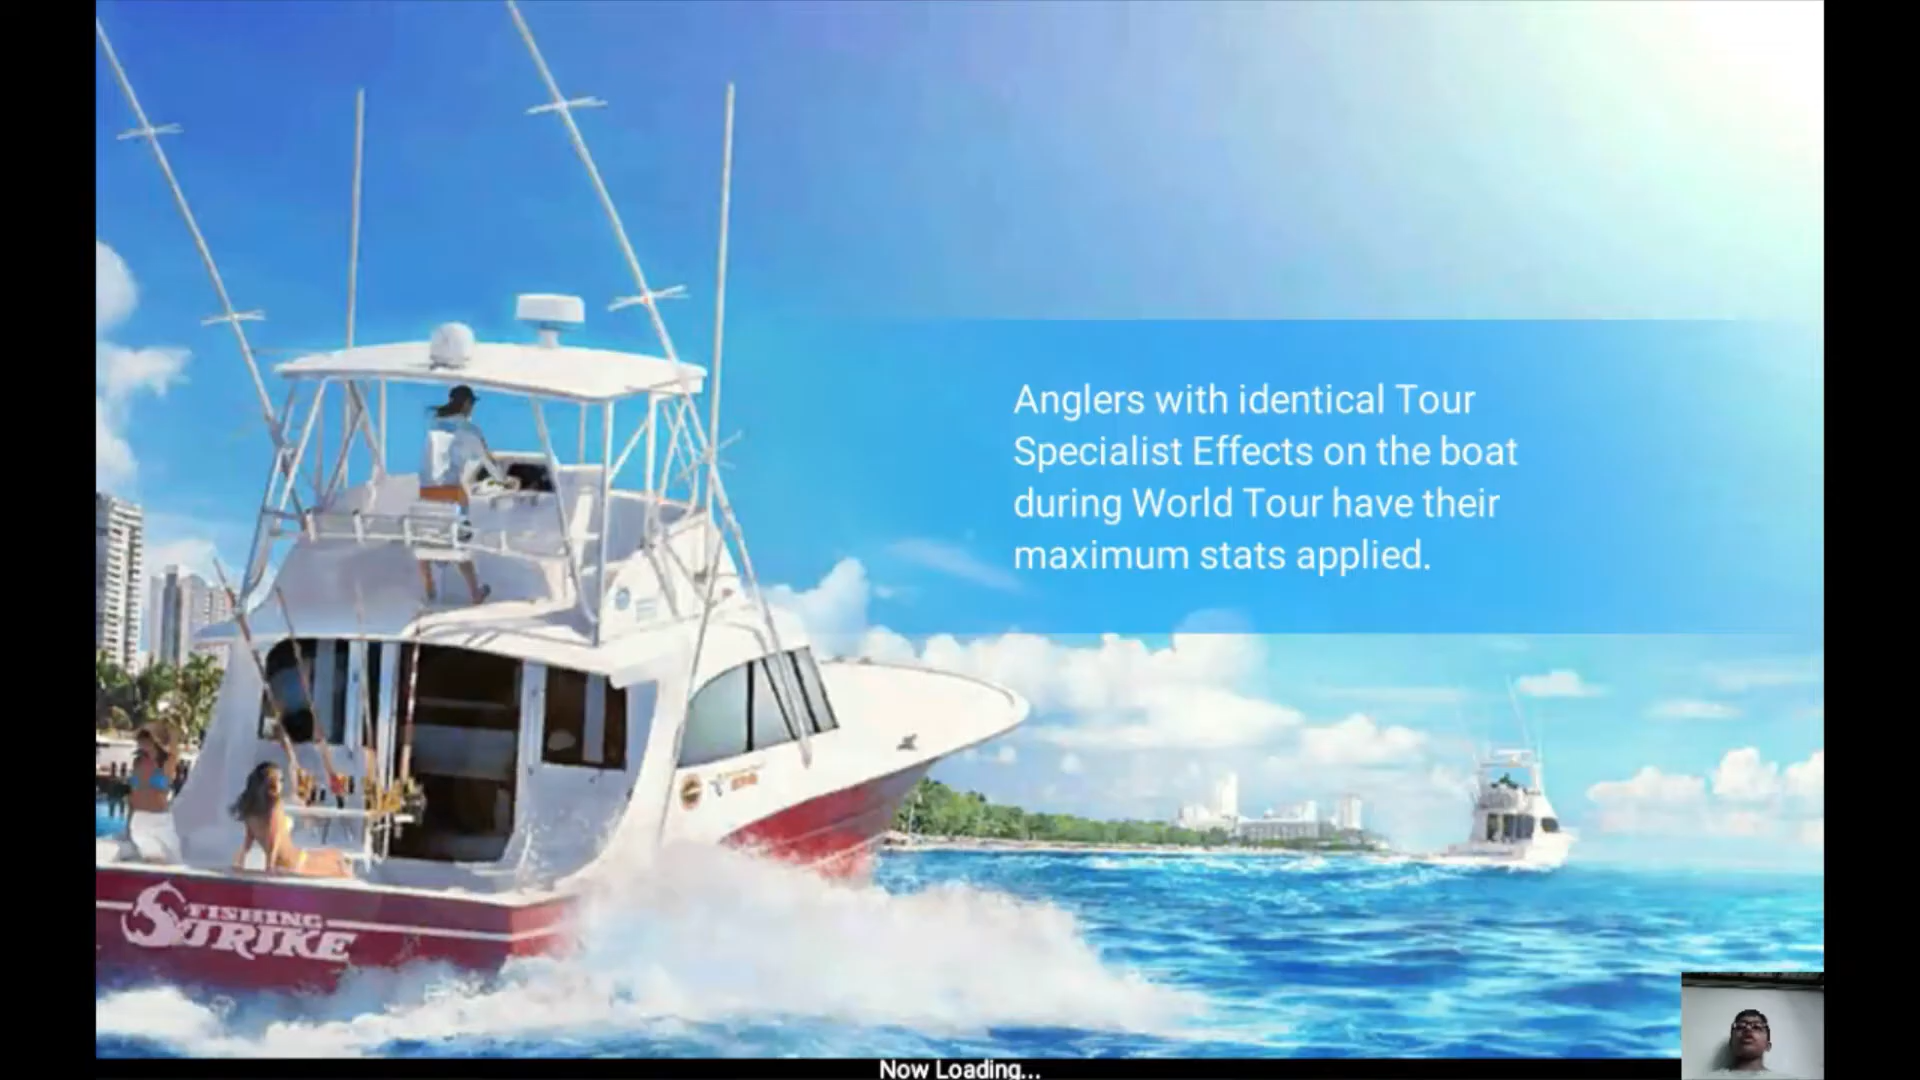 Anglers with identical Tour
Specialist Effects on the boat
during World Tour have their
maximum stats applied.
FISHING
STRIKE
Now Loading...